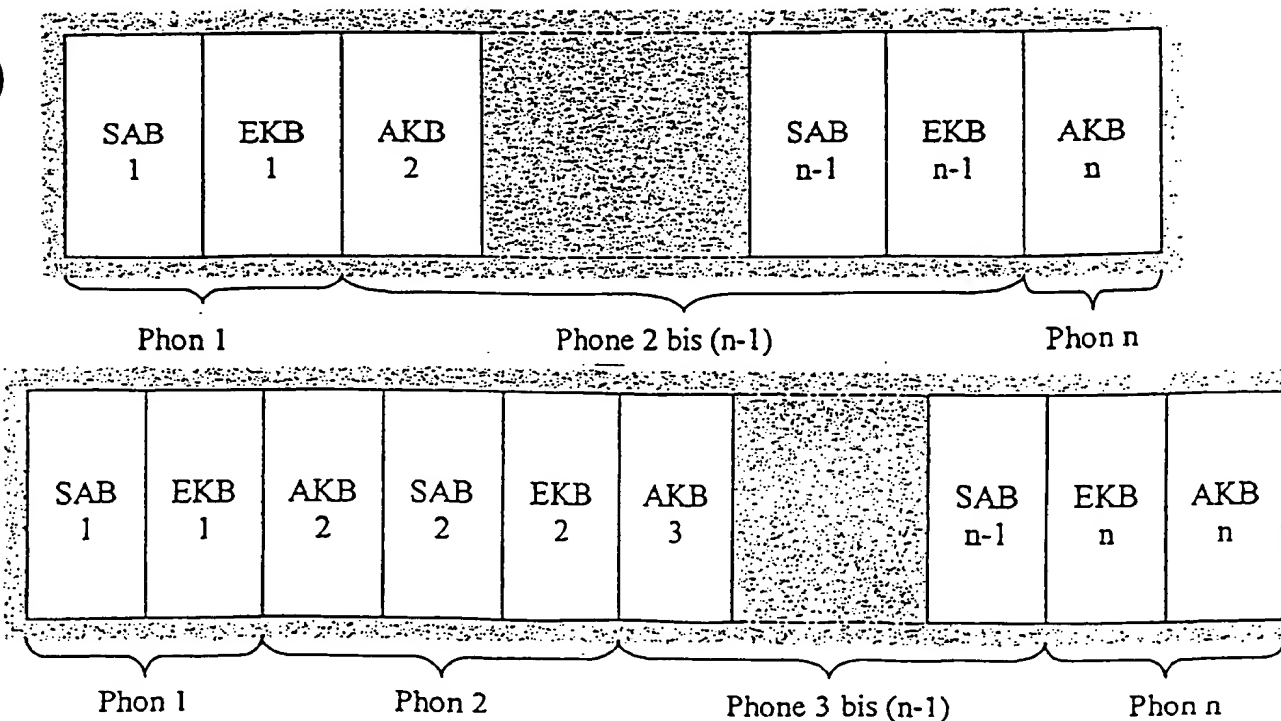 SAB EKB AKB SAB EKB AKB
1 1 2 n-1 n-1 n
Phon 1 Phone 2 bis (n-1) Phon n
SAB EKB AKB SAB EKB AKB SAB EKB AKB
1 1 2 2 2 3 n-1 n n
Phon 1 Phon 2 Phone 3 bis (n-1) Phon n